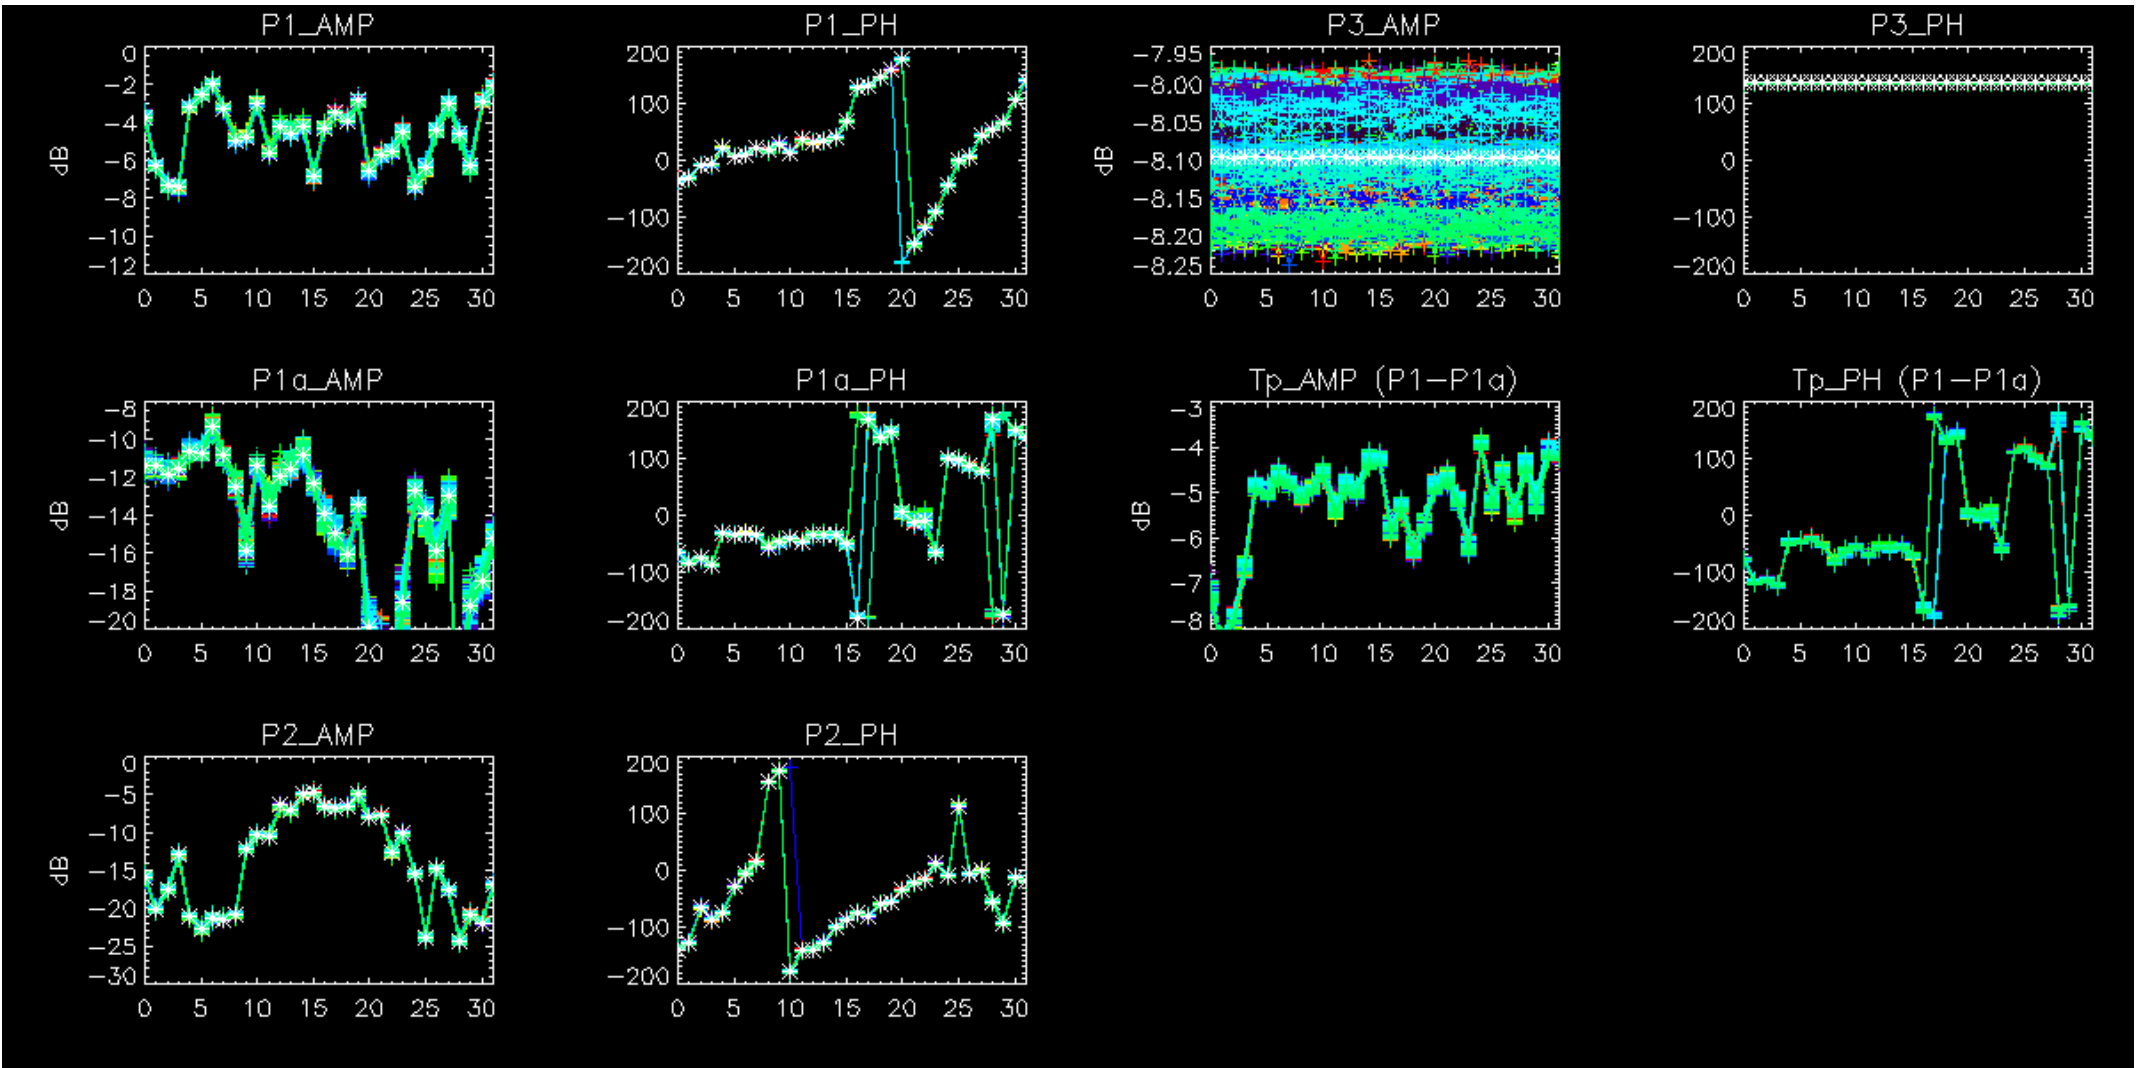 P1_AMP
0
−2
−4
−6
−8
−10
−12
dB
0 5 10 15 20 25 30
P1_PH
200
100
0
−100
−200
0 5 10 15 20 25 30
P3_AMP
−7.95
−8.00
−8.05
−8.10
−8.15
−8.20
−8.25
dB
0 5 10 15 20 25 30
P3_PH
200
100
0
−100
−200
0 5 10 15 20 25 30
P1a_AMP
−8
−10
−12
−14
−16
−18
−20
dB
0 5 10 15 20 25 30
P1a_PH
200
100
0
−100
−200
0 5 10 15 20 25 30
Tp_AMP (P1−P1a)
−3
−4
−5
−6
−7
−8
dB
0 5 10 15 20 25 30
Tp_PH (P1−P1a)
200
100
0
−100
−200
0 5 10 15 20 25 30
P2_AMP
0
−5
−10
−15
−20
−25
−30
dB
0 5 10 15 20 25 30
P2_PH
200
100
0
−100
−200
0 5 10 15 20 25 30